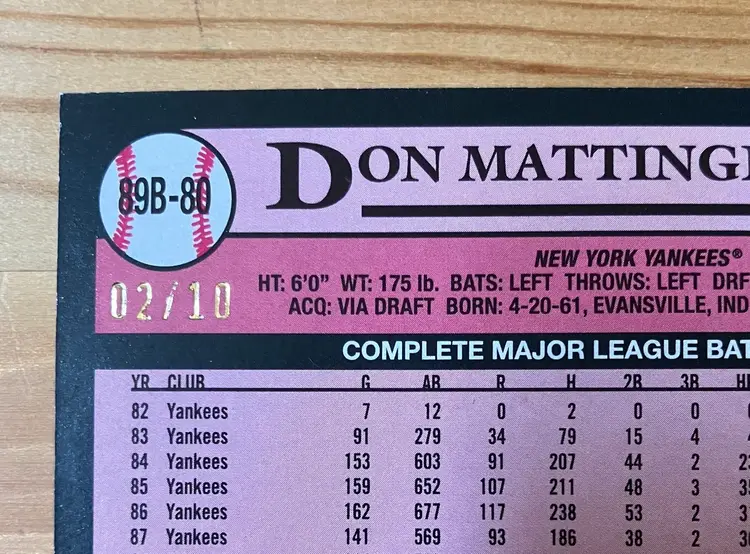 89B-80
DON MATTINGL
NEW YORK YANKEES®
02/10
HT: 6'0" WT: 175 lb. BATS: LEFT THROWS: LEFT DRF
ACQ: VIA DRAFT BORN: 4-20-61, EVANSVILLE, IND
COMPLETE MAJOR LEAGUE BAT
YR CLUB G AB R H 2B 3B
82 Yankees 7 12 0 2 0 0
83 Yankees 91 279 34 79 15 4
84 Yankees 153 603 91 207 44 2
85 Yankees 159 652 107 211 48 3
86 Yankees 162 677 117 238 53 2
87 Yankees 141 569 93 186 38 2